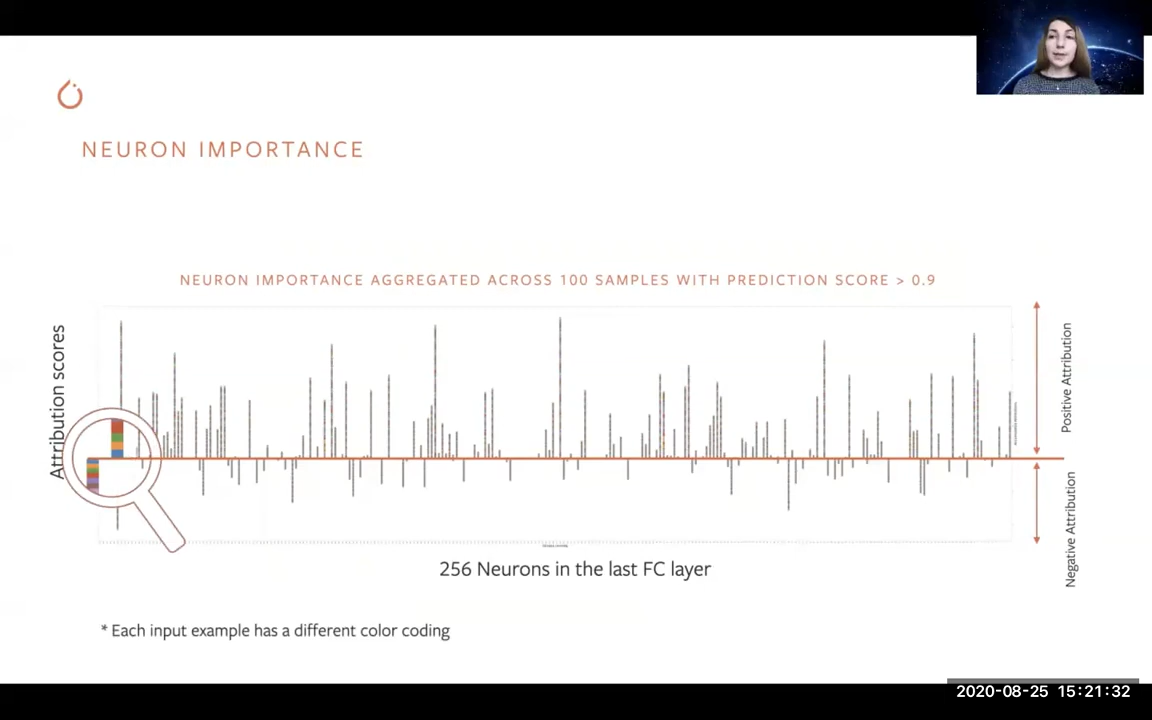 NEURON IMPORTANCE
NEURON IMPORTANCE AGGREGATED ACROSS 100 SAMPLES WITH PREDICTION SCORE > 0.9
Attribution scores
Positive Attribution
Negative Attribution
256 Neurons in the last FC layer
* Each input example has a different color coding
2020-08-25 15:21:32